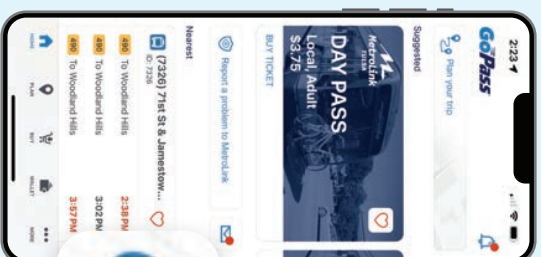 2:23
GoPass
Plan your trip
Suggested
MetroLink
TULSA
DAY PASS
Local, Adult
$3.75
BUY TICKET
Report a problem to MetroLink
Nearest
(7326) 71st St & Jamestow...
ID: 7326
490 To Woodland Hills 2:38 PM
490 To Woodland Hills 3:02 PM
490 To Woodland Hills 3:57 PM
HOME PLAN BUY WALLET MORE